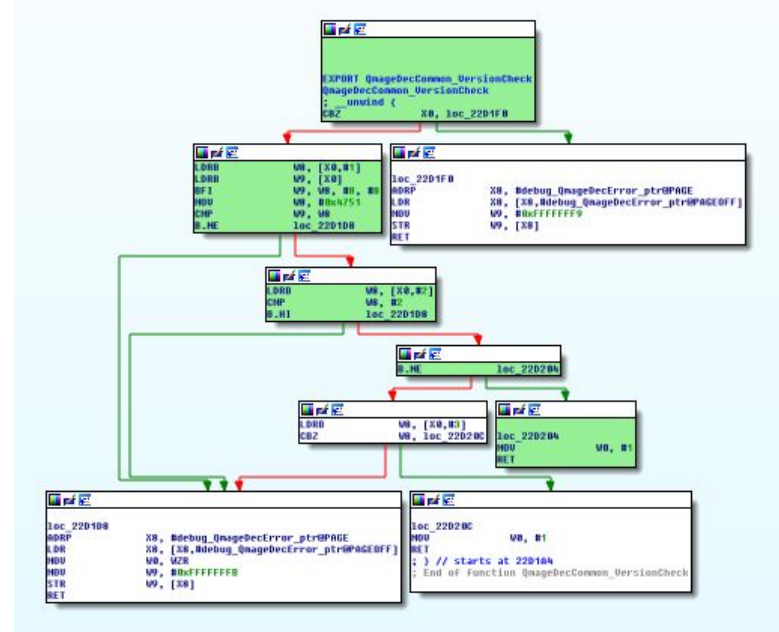 EXPORT QmageDecCommon_VersionCheck
QmageDecCommon_VersionCheck
; __unwind {
CBZ X0, loc_22D1F0
LDRB W8, [X0,#1]
LDRB W9, [X0]
BFI W9, W8, #8, #8
MOV W8, #0x4751
CMP W9, W8
B.NE loc_22D1D8
loc_22D1F0
ADRP X8, #debug_QmageDecError_ptr@PAGE
LDR X8, [X8,#debug_QmageDecError_ptr@PAGEOFF]
MOV W9, #0xFFFFFFF9
STR W9, [X8]
RET
LDRB W8, [X0,#2]
CMP W8, #2
B.HI loc_22D1D8
B.NE loc_22D204
LDRB W8, [X0,#3]
CBZ W8, loc_22D20C
loc_22D204
MOV W0, #1
RET
loc_22D1D8
ADRP X8, #debug_QmageDecError_ptr@PAGE
LDR X8, [X8,#debug_QmageDecError_ptr@PAGEOFF]
MOV W0, WZR
MOV W9, #0xFFFFFFFB
STR W9, [X8]
RET
loc_22D20C
MOV W0, #1
RET
; } // starts at 22D1A4
; End of function QmageDecCommon_VersionCheck